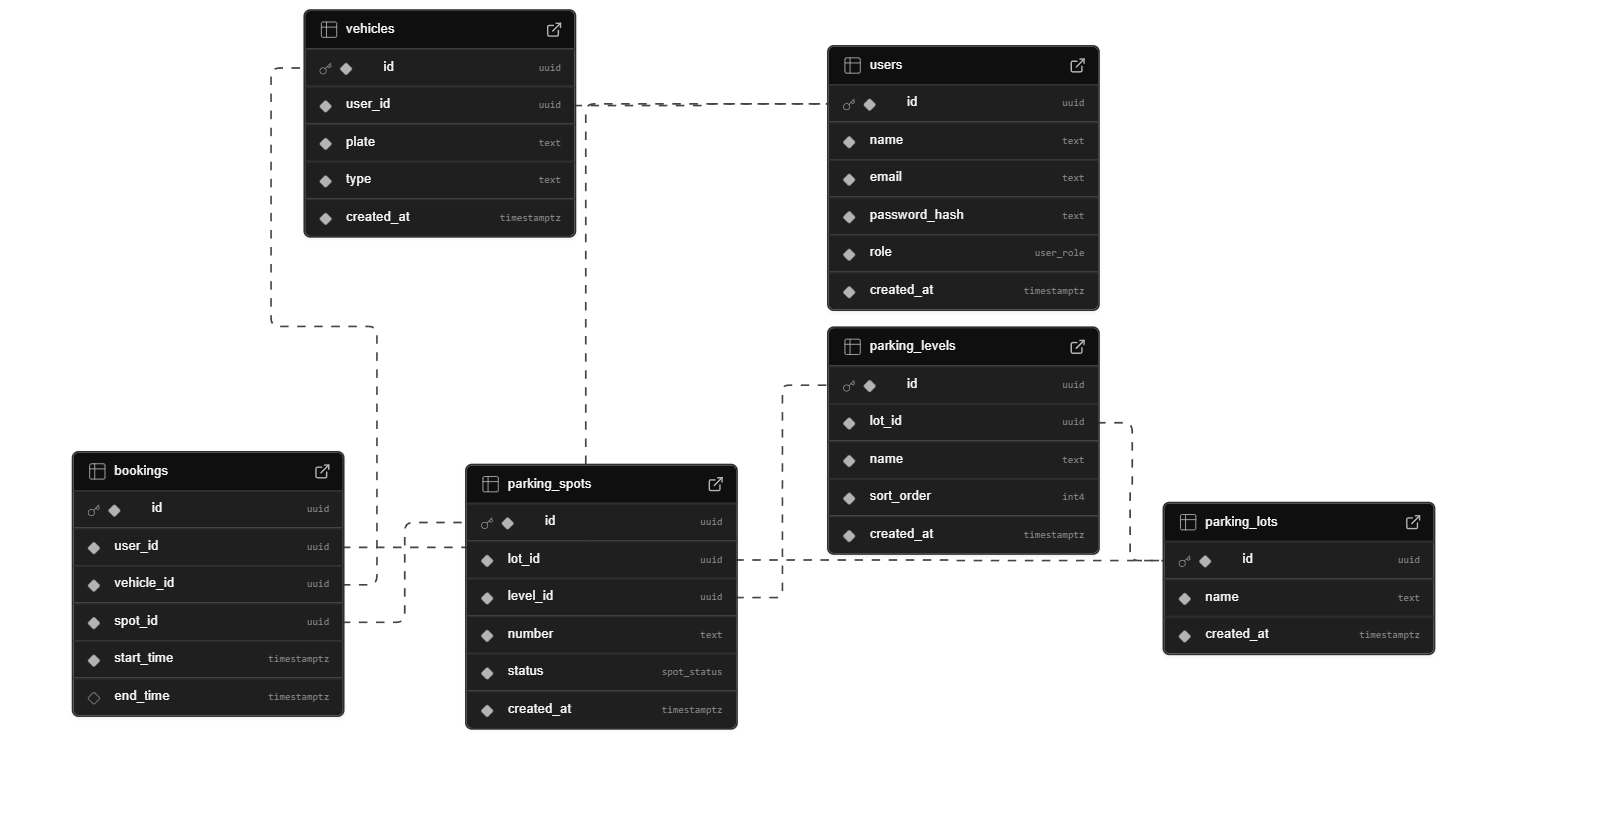 vehicles
id uuid
user_id uuid
plate text
type text
created_at timestamptz
users
id uuid
name text
email text
password_hash text
role user_role
created_at timestamptz
parking_levels
id uuid
lot_id uuid
name text
sort_order int4
created_at timestamptz
bookings
id uuid
user_id uuid
vehicle_id uuid
spot_id uuid
start_time timestamptz
end_time timestamptz
parking_spots
id uuid
lot_id uuid
level_id uuid
number text
status spot_status
created_at timestamptz
parking_lots
id uuid
name text
created_at timestamptz